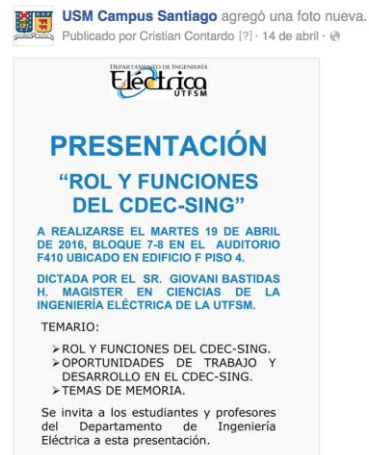 USM Campus Santiago agregó una foto nueva.
Publicado por Cristian Contardo [?] · 14 de abril ·
DEPARTAMENTO DE INGENIERÍA
Eléctrica
UTFSM
PRESENTACIÓN
“ROL Y FUNCIONES
DEL CDEC-SING”
A REALIZARSE EL MARTES 19 DE ABRIL
DE 2016, BLOQUE 7-8 EN EL AUDITORIO
F410 UBICADO EN EDIFICIO F PISO 4.
DICTADA POR EL SR. GIOVANI BASTIDAS
H. MAGISTER EN CIENCIAS DE LA
INGENIERÍA ELÉCTRICA DE LA UTFSM.
TEMARIO:
➢ROL Y FUNCIONES DEL CDEC-SING.
➢OPORTUNIDADES DE TRABAJO Y
DESARROLLO EN EL CDEC-SING.
➢TEMAS DE MEMORIA.
Se invita a los estudiantes y profesores
del Departamento de Ingeniería
Eléctrica a esta presentación.